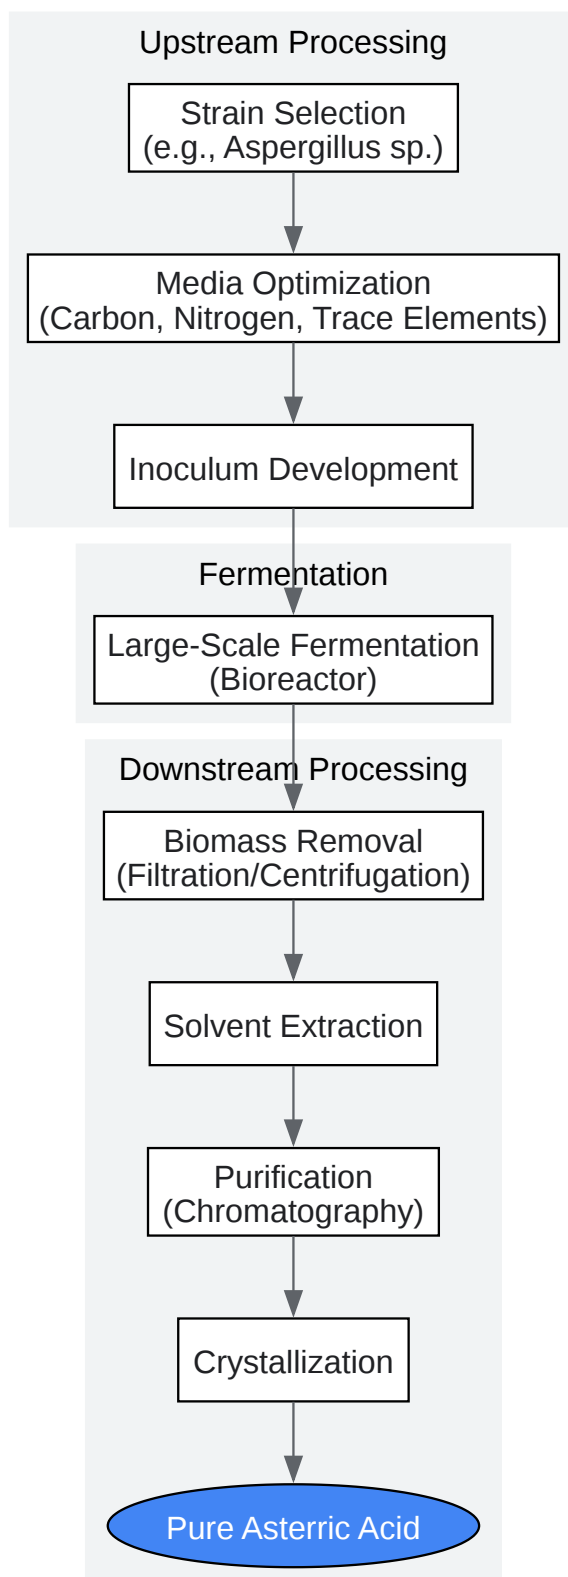 Upstream Processing
Strain Selection
(e.g., Aspergillus sp.)
Media Optimization
(Carbon, Nitrogen, Trace Elements)
Inoculum Development
Fermentation
Large-Scale Fermentation
(Bioreactor)
Downstream Processing
Biomass Removal
(Filtration/Centrifugation)
Solvent Extraction
Purification
(Chromatography)
Crystallization
Pure Asterric Acid